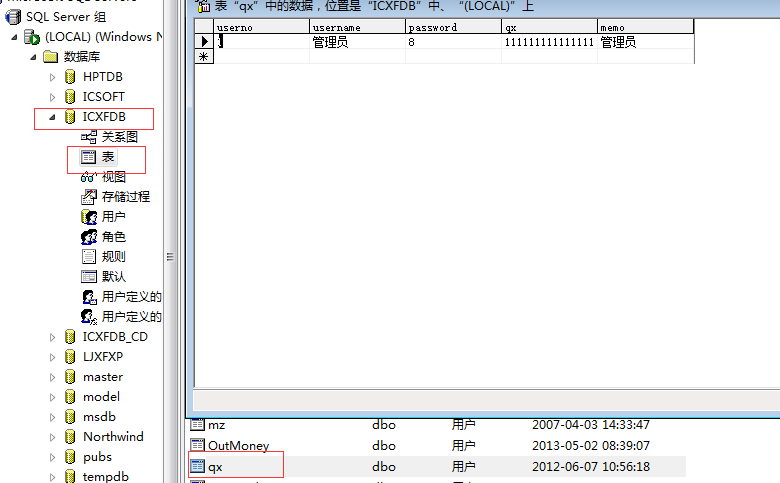 SQL Server 组
(LOCAL) (Windows N
数据库
HPTDB
ICSOFT
ICXFDB
关系图
表
视图
存储过程
用户
角色
规则
默认
用户定义的
用户定义的
ICXFDB_CD
LJXFXP
master
model
msdb
Northwind
pubs
tempdb
表“qx”中的数据，位置是“ICXFDB”中、“(LOCAL)”上
userno username password qx memo
管理员 8 11111111111111 管理员
mz dbo 用户 2007-04-03 14:33:47
OutMoney dbo 用户 2013-05-02 08:39:07
qx dbo 用户 2012-06-07 10:56:18